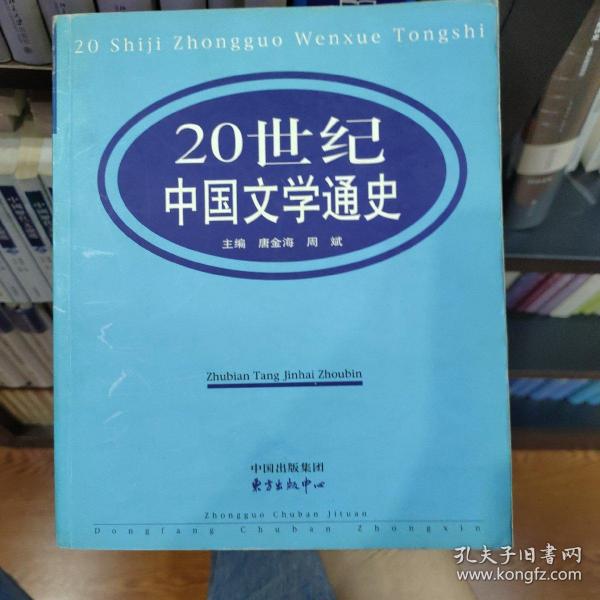 20 Shiji Zhongguo Wenxue Tongshi
20世纪
中国文学通史
主编 唐金海 周 斌
Zhubian Tang Jinhai Zhoubin
中国出版集团
东方出版中心
Zhongguo Chuban Jituan
Dongfang Chuban Zhongxin
孔夫子旧书网
www.kongfz.com